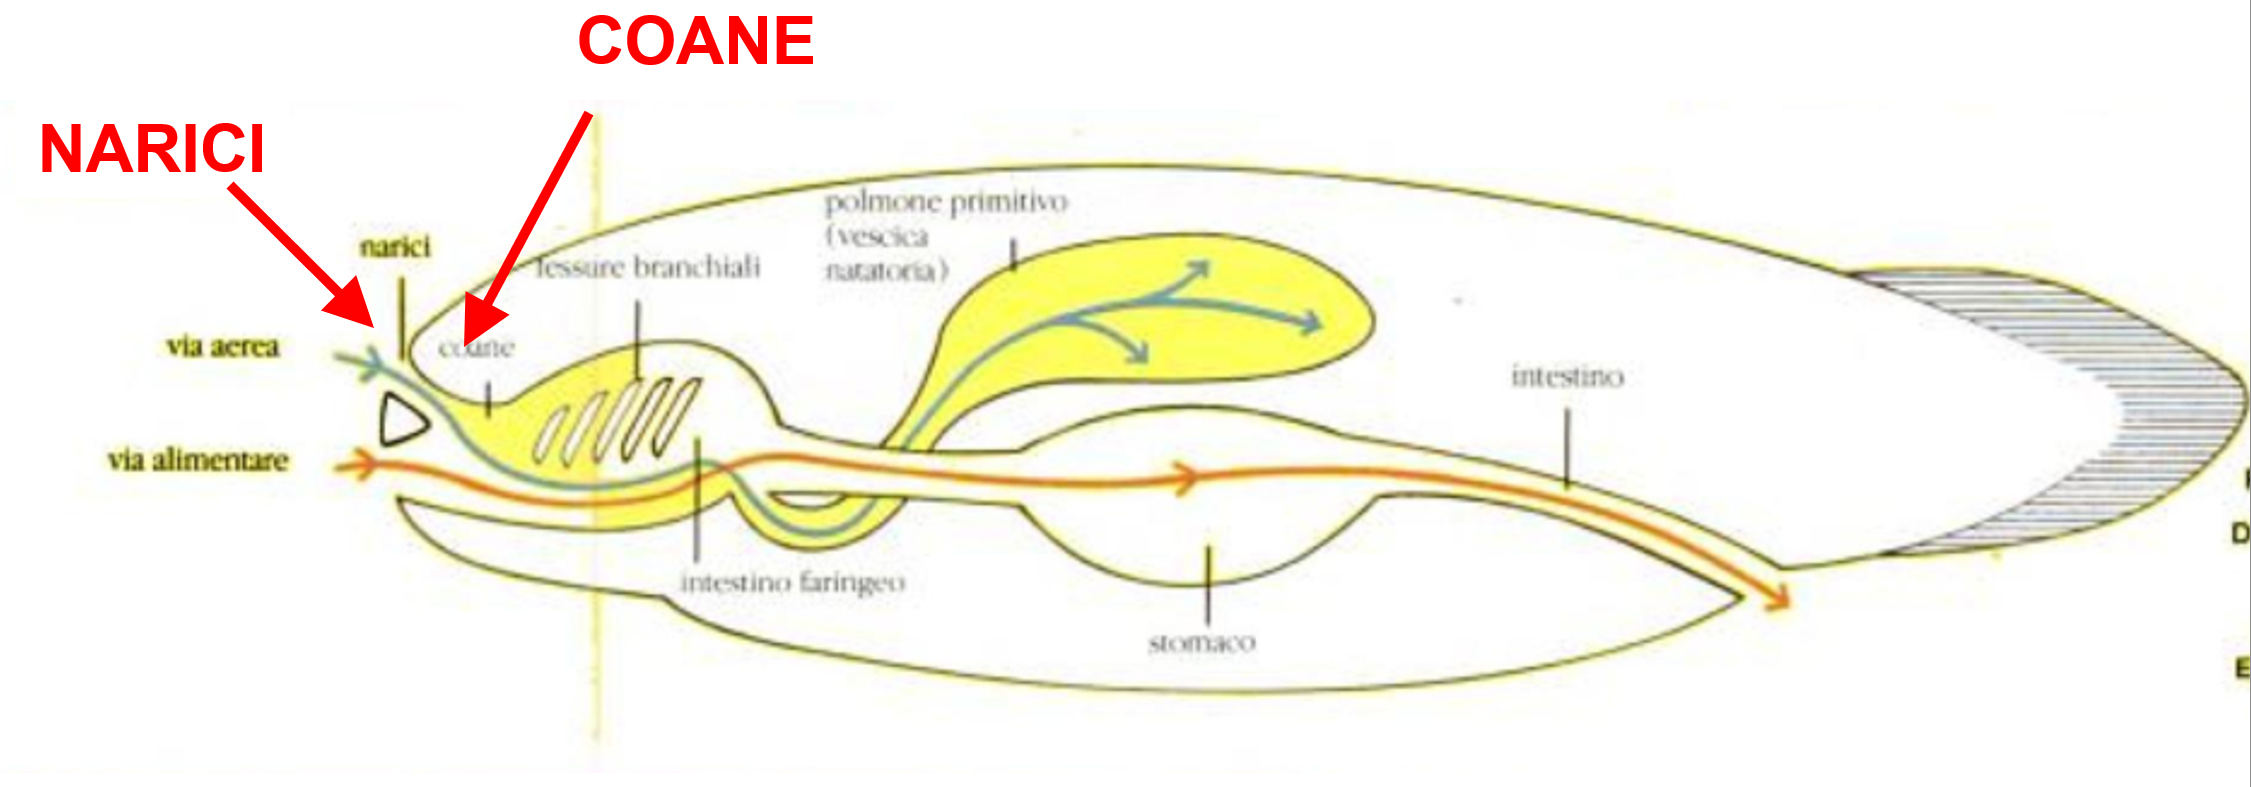 COANE
NARICI
narici
polmone primitivo
(vescica
natatoria)
fessure branchiali
via aerea
coane
intestino
via alimentare
intestino faringeo
stomaco
D
E